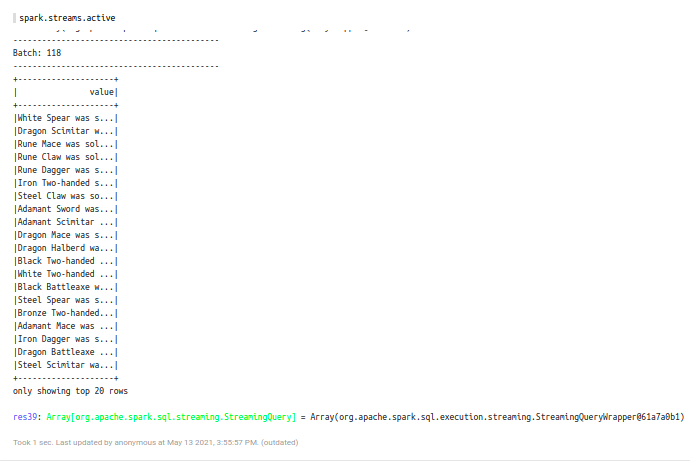 spark.streams.active
-------------------------------------------
Batch: 118
-------------------------------------------
+--------------------+
|               value|
+--------------------+
|White Spear was s...|
|Dragon Scimitar w...|
|Rune Mace was sol...|
|Rune Claw was sol...|
|Rune Dagger was s...|
|Iron Two-handed s...|
|Steel Claw was so...|
|Adamant Sword was...|
|Adamant Scimitar ...|
|Dragon Mace was s...|
|Dragon Halberd wa...|
|Black Two-handed ...|
|White Two-handed ...|
|Black Battleaxe w...|
|Steel Spear was s...|
|Bronze Two-handed...|
|Adamant Mace was ...|
|Iron Dagger was s...|
|Dragon Battleaxe ...|
|Steel Scimitar wa...|
+--------------------+
only showing top 20 rows
res39: Array[org.apache.spark.sql.streaming.StreamingQuery] = Array(org.apache.spark.sql.execution.streaming.StreamingQueryWrapper@61a7a0b1)
Took 1 sec. Last updated by anonymous at May 13 2021, 3:55:57 PM. (outdated)